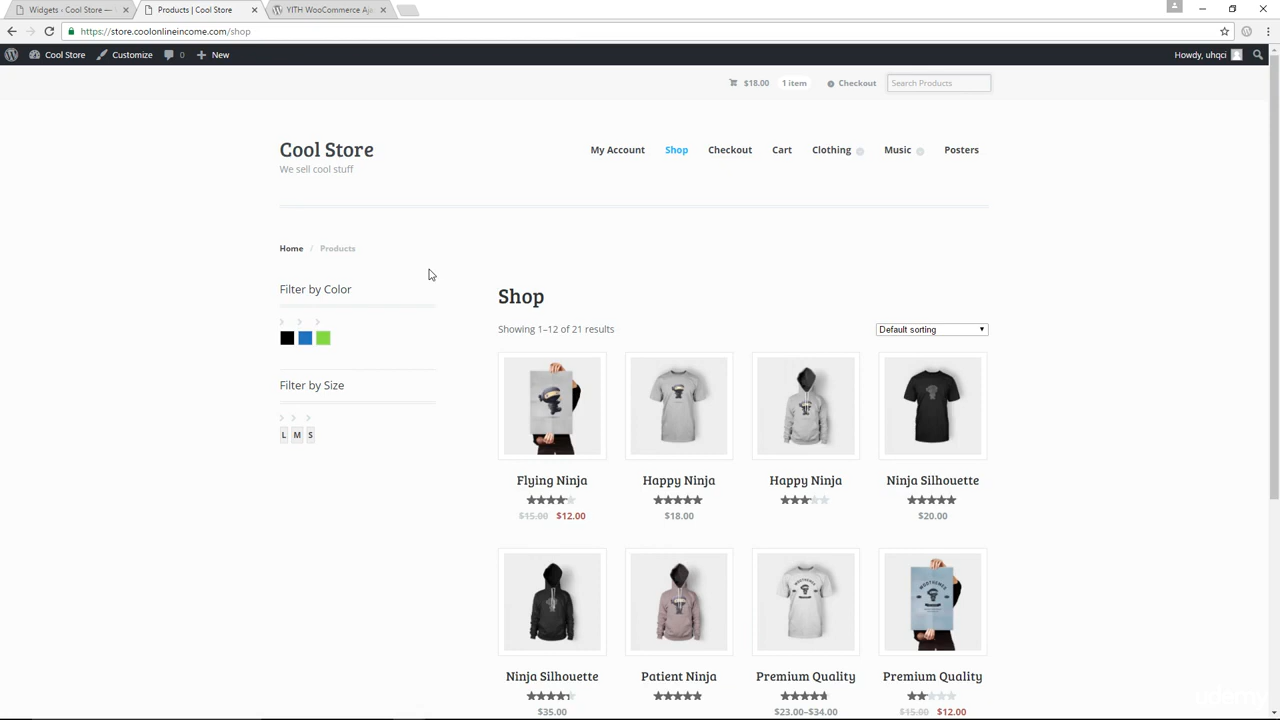 Widgets ‹ Cool Store —
Products | Cool Store
YITH WooCommerce Aja
https://store.coolonlineincome.com/shop
Cool Store
Customize
0
New
Howdy, uhqci
$18.00
1 item
Checkout
Search Products
Cool Store
We sell cool stuff
My Account
Shop
Checkout
Cart
Clothing
Music
Posters
Home / Products
Filter by Color
Filter by Size
L M S
Shop
Showing 1–12 of 21 results
Default sorting
Flying Ninja
$15.00 $12.00
Happy Ninja
$18.00
Happy Ninja
Ninja Silhouette
$20.00
Ninja Silhouette
$35.00
Patient Ninja
Premium Quality
$23.00–$34.00
Premium Quality
$15.00 $12.00
udemy